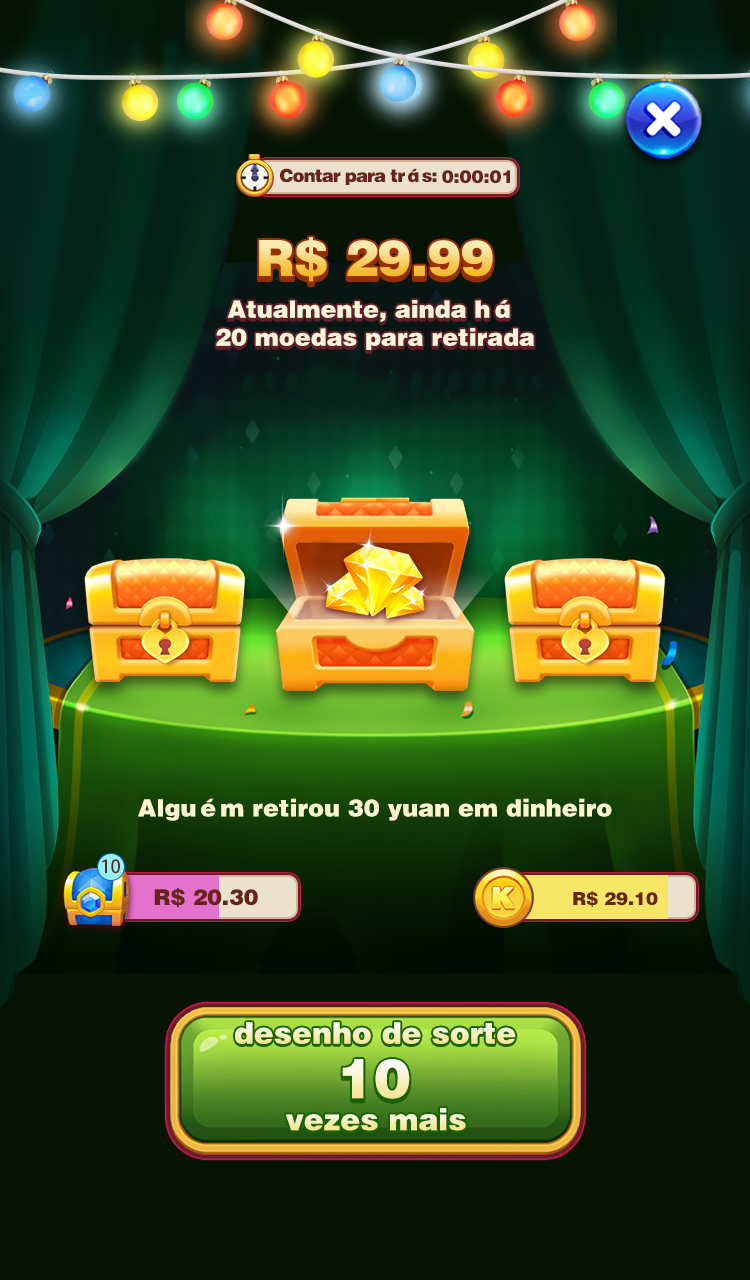 Contar para trás: 0:00:01
R$ 29.99
Atualmente, ainda há
20 moedas para retirada
Alguém retirou 30 yuan em dinheiro
10
R$ 20.30
K
R$ 29.10
desenho de sorte
10
vezes mais